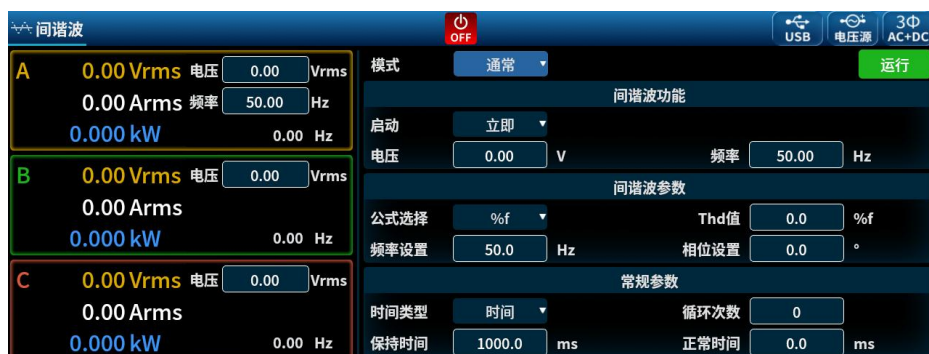 间谐波
OFF
USB
电压源
3Φ
AC+DC
A 0.00 Vrms 电压 0.00 Vrms
0.00 Arms 频率 50.00 Hz
0.000 kW 0.00 Hz
B 0.00 Vrms 电压 0.00 Vrms
0.00 Arms
0.000 kW 0.00 Hz
C 0.00 Vrms 电压 0.00 Vrms
0.00 Arms
0.000 kW 0.00 Hz
模式 通常 运行
间谐波功能
启动 立即
电压 0.00 V 频率 50.00 Hz
间谐波参数
公式选择 %f Thd值 0.0 %f
频率设置 50.0 Hz 相位设置 0.0 °
常规参数
时间类型 时间 循环次数 0
保持时间 1000.0 ms 正常时间 0.0 ms